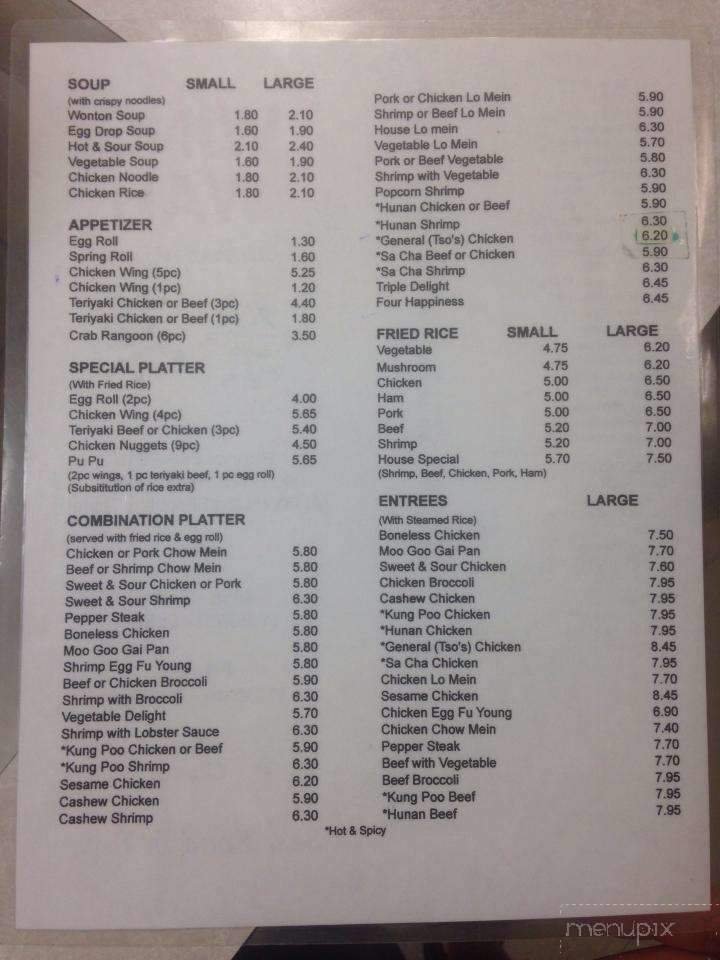 SOUP SMALL LARGE
(with crispy noodles)
Wonton Soup 1.80 2.10
Egg Drop Soup 1.60 1.90
Hot & Sour Soup 2.10 2.40
Vegetable Soup 1.60 1.90
Chicken Noodle 1.80 2.10
Chicken Rice 1.80 2.10
APPETIZER
Egg Roll 1.30
Spring Roll 1.60
Chicken Wing (5pc) 5.25
Chicken Wing (1pc) 1.20
Teriyaki Chicken or Beef (3pc) 4.40
Teriyaki Chicken or Beef (1pc) 1.80
Crab Rangoon (6pc) 3.50
SPECIAL PLATTER
(With Fried Rice)
Egg Roll (2pc) 4.00
Chicken Wing (4pc) 5.65
Teriyaki Beef or Chicken (3pc) 5.40
Chicken Nuggets (9pc) 4.50
Pu Pu 5.65
(2pc wings, 1 pc teriyaki beef, 1 pc egg roll)
(Subsititution of rice extra)
COMBINATION PLATTER
(served with fried rice & egg roll)
Chicken or Pork Chow Mein 5.80
Beef or Shrimp Chow Mein 5.80
Sweet & Sour Chicken or Pork 5.80
Sweet & Sour Shrimp 6.30
Pepper Steak 5.80
Boneless Chicken 5.80
Moo Goo Gai Pan 5.80
Shrimp Egg Fu Young 5.80
Beef or Chicken Broccoli 5.90
Shrimp with Broccoli 6.30
Vegetable Delight 5.70
Shrimp with Lobster Sauce 6.30
*Kung Poo Chicken or Beef 5.90
*Kung Poo Shrimp 6.30
Sesame Chicken 6.20
Cashew Chicken 5.90
Cashew Shrimp 6.30
Pork or Chicken Lo Mein 5.90
Shrimp or Beef Lo Mein 5.90
House Lo mein 6.30
Vegetable Lo Mein 5.70
Pork or Beef Vegetable 5.80
Shrimp with Vegetable 6.30
Popcorn Shrimp 5.90
*Hunan Chicken or Beef 5.90
*Hunan Shrimp 6.30
*General (Tso's) Chicken 6.20
*Sa Cha Beef or Chicken 5.90
*Sa Cha Shrimp 6.30
Triple Delight 6.45
Four Happiness 6.45
FRIED RICE SMALL LARGE
Vegetable 4.75 6.20
Mushroom 4.75 6.20
Chicken 5.00 6.50
Ham 5.00 6.50
Pork 5.00 6.50
Beef 5.20 7.00
Shrimp 5.20 7.00
House Special 5.70 7.50
(Shrimp, Beef, Chicken, Pork, Ham)
ENTREES LARGE
(With Steamed Rice)
Boneless Chicken 7.50
Moo Goo Gai Pan 7.70
Sweet & Sour Chicken 7.60
Chicken Broccoli 7.95
Cashew Chicken 7.95
*Kung Poo Chicken 7.95
*Hunan Chicken 7.95
*General (Tso's) Chicken 8.45
*Sa Cha Chicken 7.95
Chicken Lo Mein 7.70
Sesame Chicken 8.45
Chicken Egg Fu Young 6.90
Chicken Chow Mein 7.40
Pepper Steak 7.70
Beef with Vegetable 7.70
Beef Broccoli 7.95
*Kung Poo Beef 7.95
*Hunan Beef 7.95
*Hot & Spicy
menupix